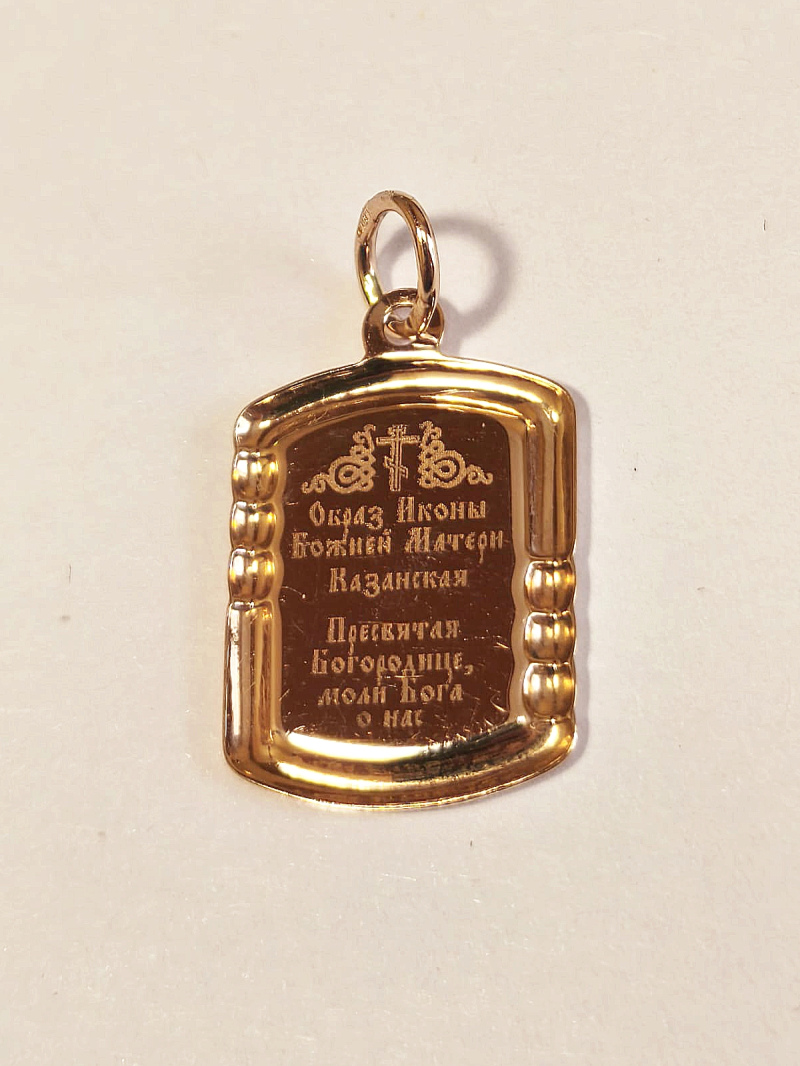 Образ Иконы
Божией Матери
Казанская
Пресвятая
Богородице,
моли Бога
о нас